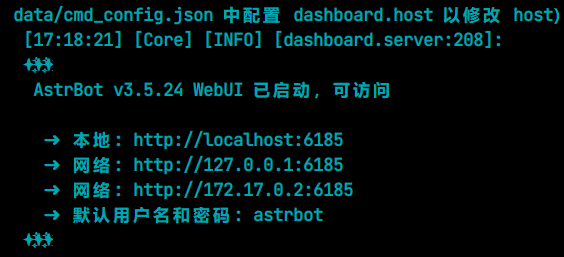 data/cmd_config.json 中配置 dashboard.host 以修改 host)
[17:18:21] [Core] [INFO] [dashboard.server:208]:
✨✨✨
AstrBot v3.5.24 WebUI 已启动，可访问
➜ 本地: http://localhost:6185
➜ 网络: http://127.0.0.1:6185
➜ 网络: http://172.17.0.2:6185
➜ 默认用户名和密码: astrbot
✨✨✨